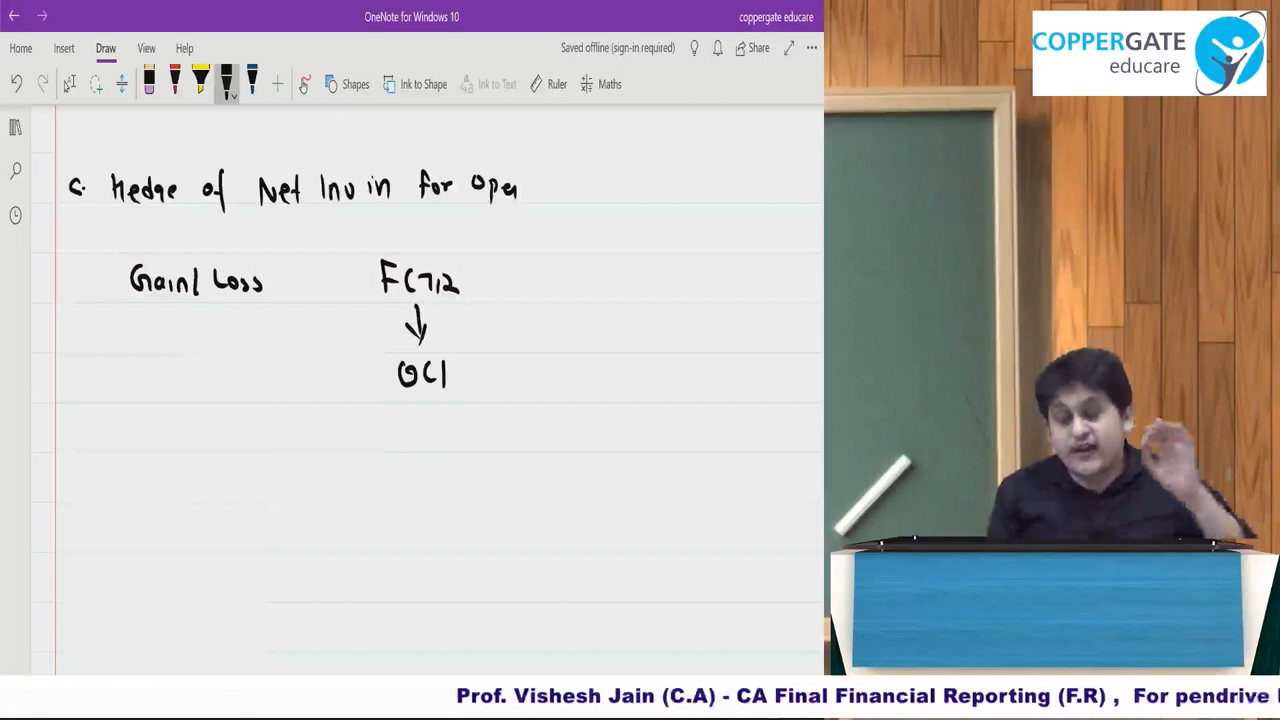 OneNote for Windows 10
coppergate educare
Home Insert Draw View Help
Saved offline (sign-in required) Share
Shapes Ink to Shape Ink to Text Ruler Maths
COPPERGATE
educare
c. Hedge of Net Inv in For Oper
Gain/ Loss FCTR
OCI
Prof. Vishesh Jain (C.A) - CA Final Financial Reporting (F.R) , For pendrive